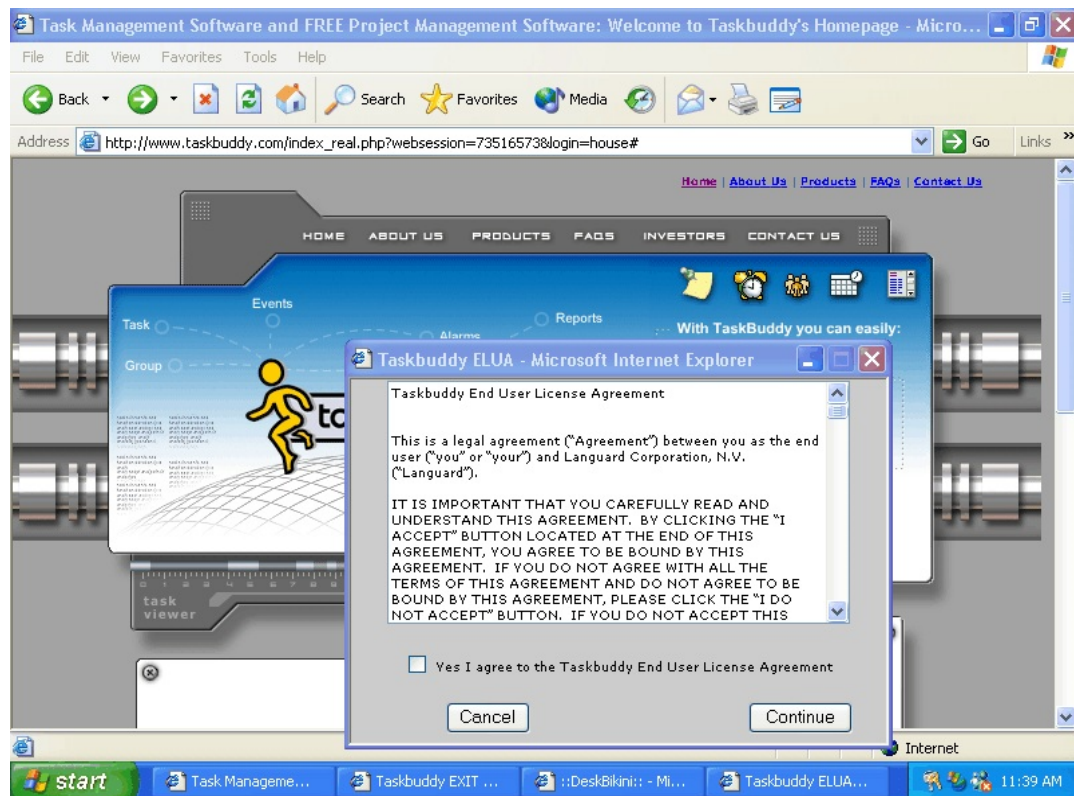 Task Management Software and FREE Project Management Software: Welcome to Taskbuddy's Homepage - Micro...
File Edit View Favorites Tools Help
Back Search Favorites Media
Address http://www.taskbuddy.com/index_real.php?websession=73516573&login=house# Go Links »
Home | About Us | Products | FAQs | Contact Us
HOME ABOUT US PRODUCTS FAQS INVESTORS CONTACT US
Events
Task
Reports
Alarms
With TaskBuddy you can easily:
Group
Taskbuddy ELUA - Microsoft Internet Explorer
Taskbuddy End User License Agreement
This is a legal agreement ("Agreement") between you as the end
user ("you" or "your") and Languard Corporation, N.V.
("Languard").
IT IS IMPORTANT THAT YOU CAREFULLY READ AND
UNDERSTAND THIS AGREEMENT. BY CLICKING THE "I
ACCEPT" BUTTON LOCATED AT THE END OF THIS
AGREEMENT, YOU AGREE TO BE BOUND BY THIS
AGREEMENT. IF YOU DO NOT AGREE WITH ALL THE
TERMS OF THIS AGREEMENT AND DO NOT AGREE TO BE
BOUND BY THIS AGREEMENT, PLEASE CLICK THE "I DO
NOT ACCEPT" BUTTON. IF YOU DO NOT ACCEPT THIS
task
viewer
Yes I agree to the Taskbuddy End User License Agreement
Cancel Continue
Internet
start Task Manageme... Taskbuddy EXIT ... ::DeskBikini:: - Mi... Taskbuddy ELUA... 11:39 AM